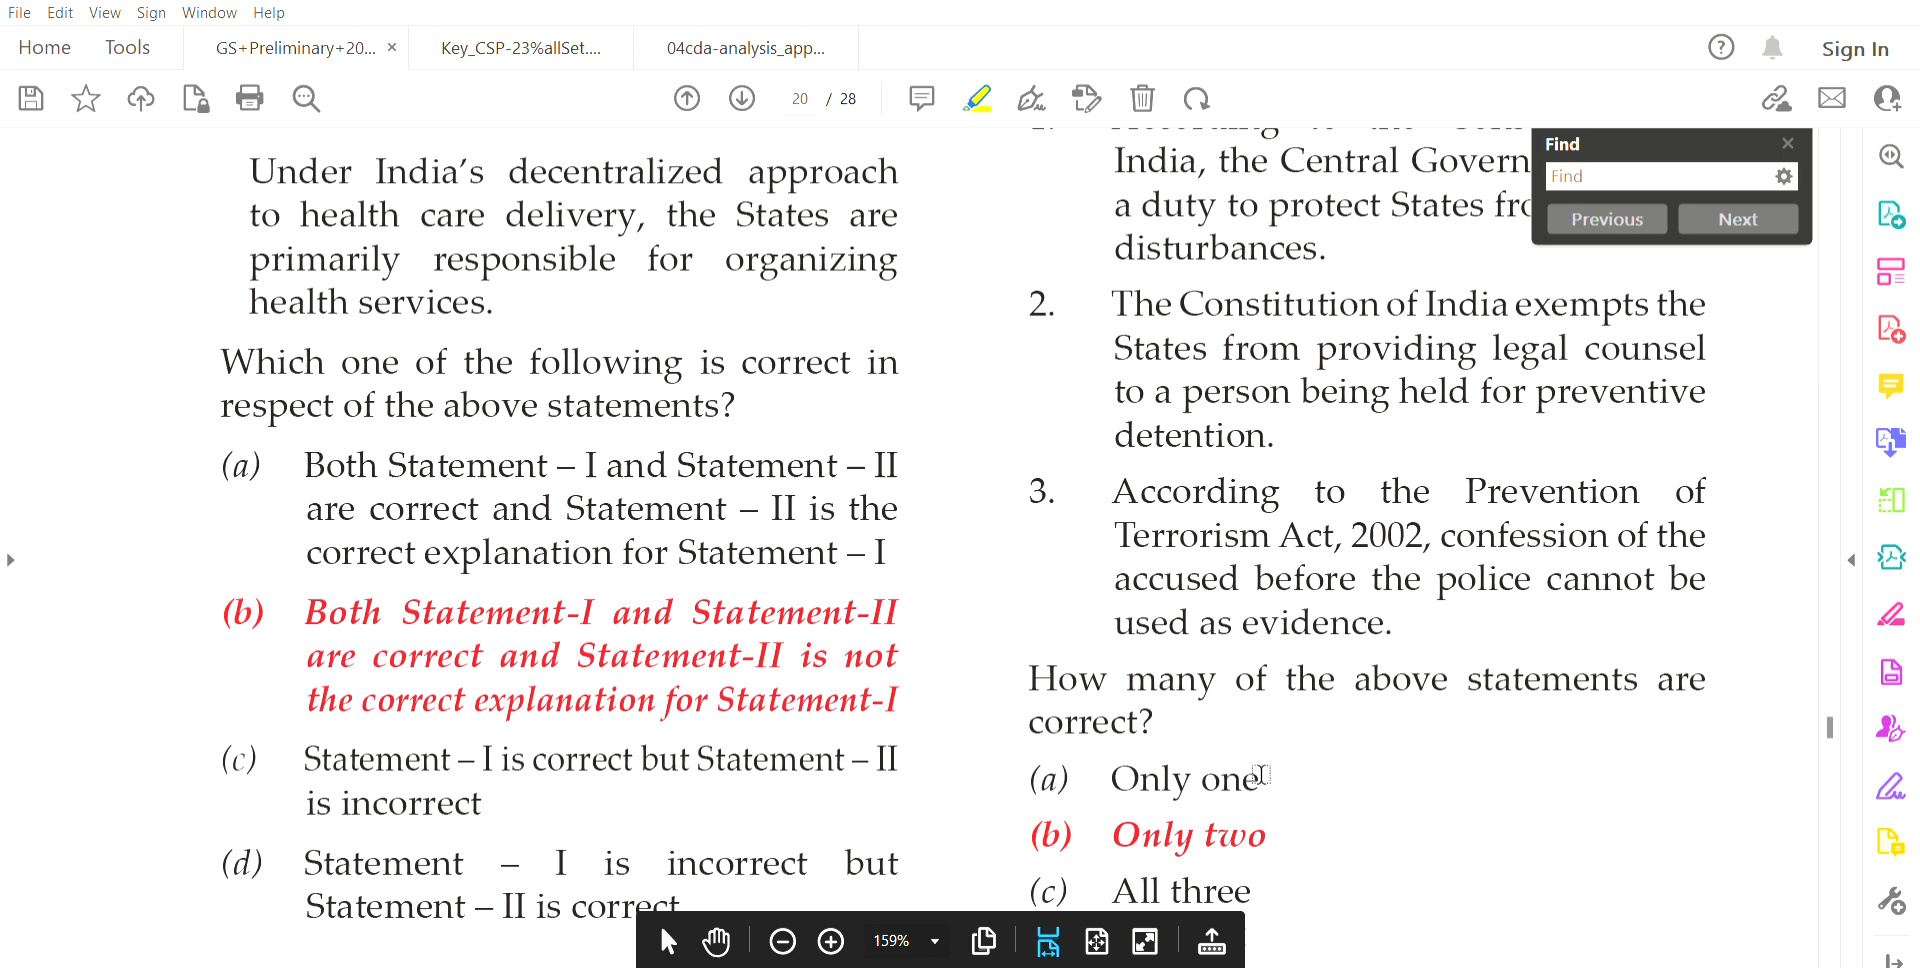 File Edit View Sign Window Help
Home Tools GS+Preliminary+20... × Key_CSP-23%allSet.... 04cda-analysis_app... Sign In
20 / 28
Under India's decentralized approach
to health care delivery, the States are
primarily responsible for organizing
health services.
Which one of the following is correct in
respect of the above statements?
(a) Both Statement – I and Statement – II
are correct and Statement – II is the
correct explanation for Statement – I
(b) Both Statement-I and Statement-II
are correct and Statement-II is not
the correct explanation for Statement-I
(c) Statement – I is correct but Statement – II
is incorrect
(d) Statement – I is incorrect but
Statement – II is correct
1. According to the Cons
India, the Central Govern
a duty to protect States fro
disturbances.
2. The Constitution of India exempts the
States from providing legal counsel
to a person being held for preventive
detention.
3. According to the Prevention of
Terrorism Act, 2002, confession of the
accused before the police cannot be
used as evidence.
How many of the above statements are
correct?
(a) Only one
(b) Only two
(c) All three
Find
Find
Previous Next
159%